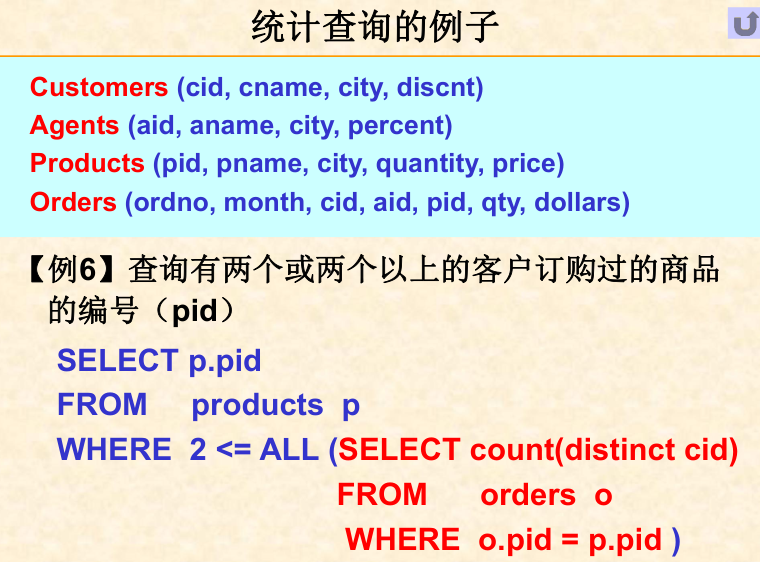 统计查询的例子
Customers (cid, cname, city, discnt)
Agents (aid, aname, city, percent)
Products (pid, pname, city, quantity, price)
Orders (ordno, month, cid, aid, pid, qty, dollars)
【例6】查询有两个或两个以上的客户订购过的商品
的编号（pid）
SELECT p.pid
FROM products p
WHERE 2 <= ALL (SELECT count(distinct cid)
FROM orders o
WHERE o.pid = p.pid )